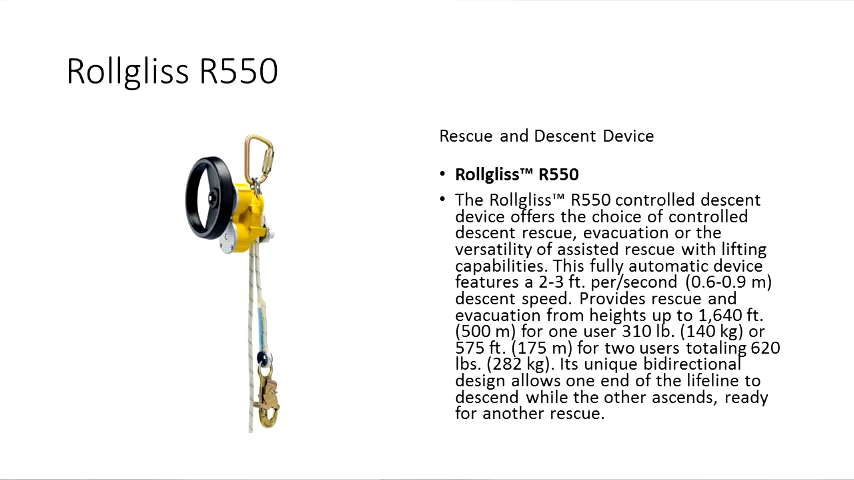 Rollgliss R550
Rescue and Descent Device
• Rollgliss™ R550
• The Rollgliss™ R550 controlled descent
device offers the choice of controlled
descent rescue, evacuation or the
versatility of assisted rescue with lifting
capabilities. This fully automatic device
features a 2-3 ft. per/second (0.6-0.9 m)
descent speed. Provides rescue and
evacuation from heights up to 1,640 ft.
(500 m) for one user 310 lb. (140 kg) or
575 ft. (175 m) for two users totaling 620
lbs. (282 kg). Its unique bidirectional
design allows one end of the lifeline to
descend while the other ascends, ready
for another rescue.